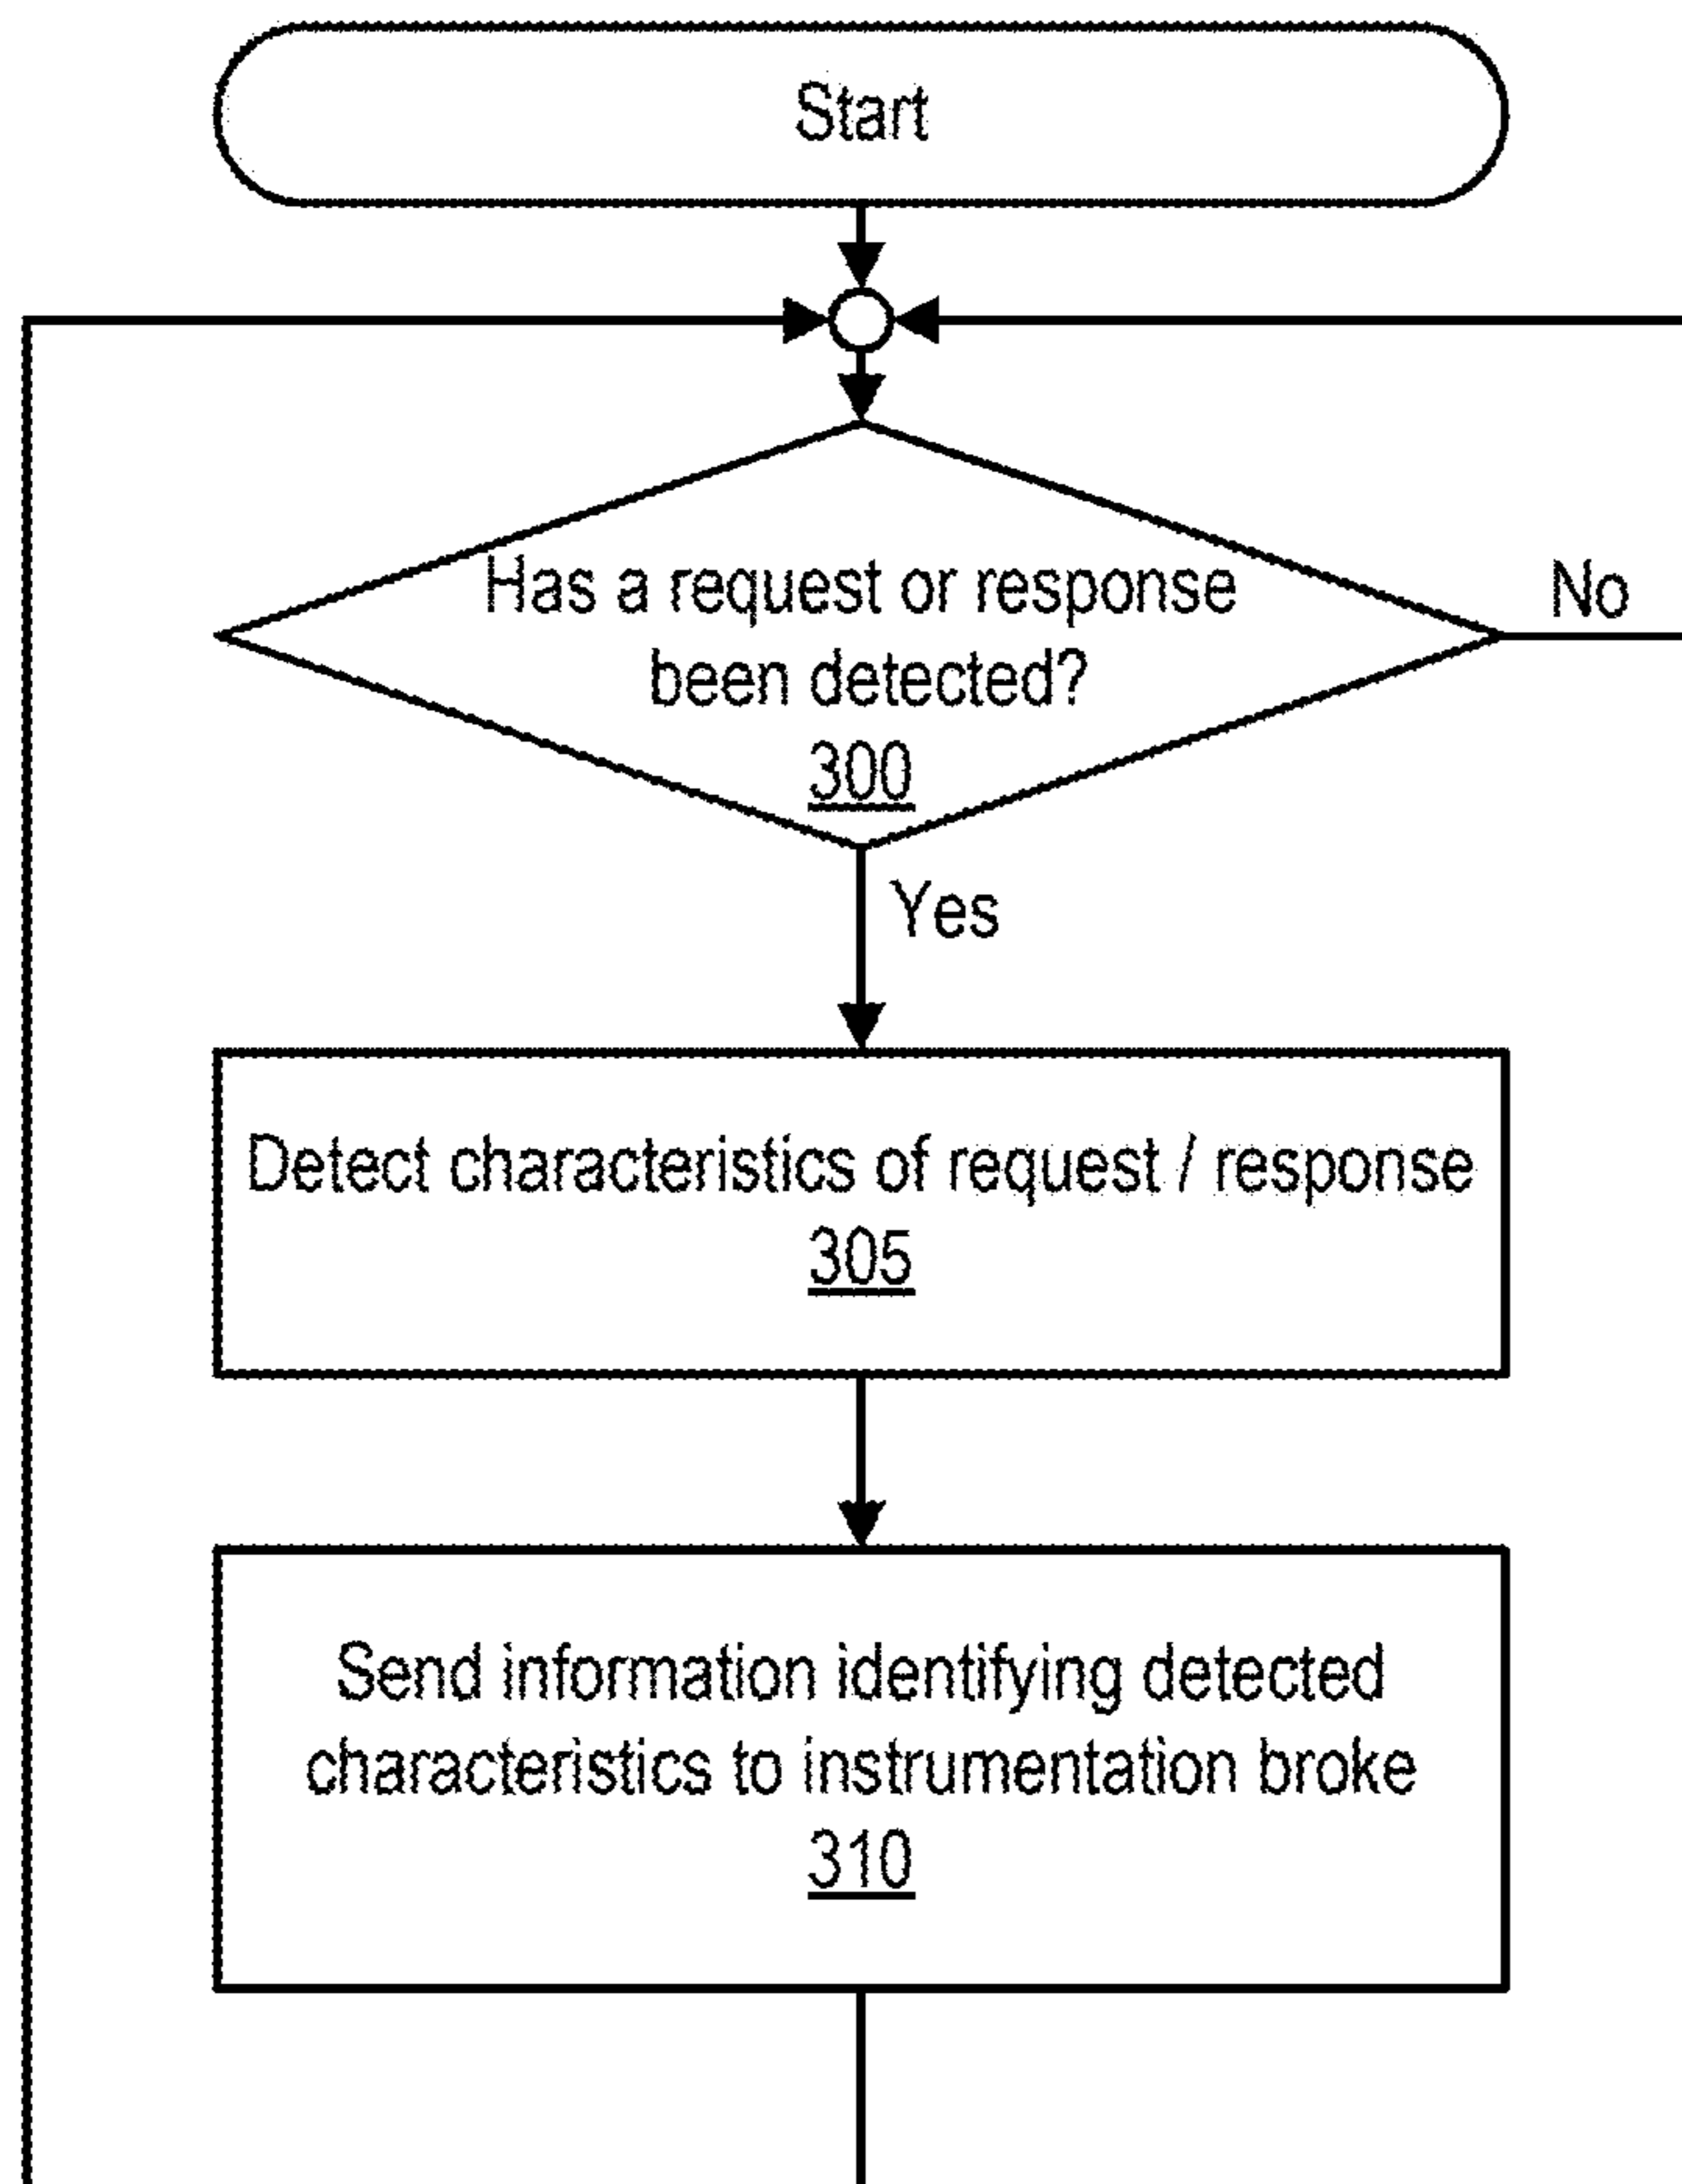 Start
Has a request or response
been detected?
300
No
Yes
Detect characteristics of request / response
305
Send information identifying detected
characteristics to instrumentation broke
310